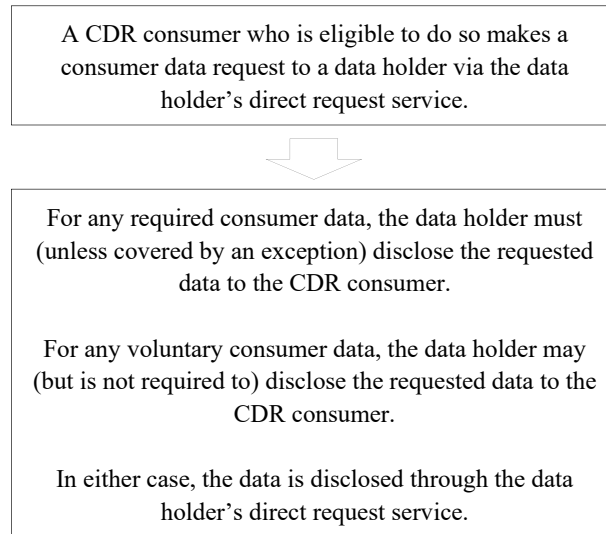 A CDR consumer who is eligible to do so makes a
consumer data request to a data holder via the data
holder’s direct request service.
For any required consumer data, the data holder must
(unless covered by an exception) disclose the requested
data to the CDR consumer.
For any voluntary consumer data, the data holder may
(but is not required to) disclose the requested data to the
CDR consumer.
In either case, the data is disclosed through the data
holder’s direct request service.